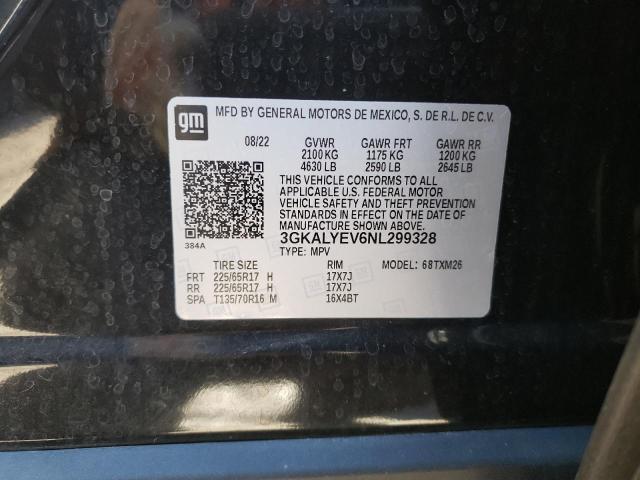 gm
MFD BY GENERAL MOTORS DE MEXICO, S. DE R.L. DE C.V.
08/22 GVWR GAWR FRT GAWR RR
2100 KG 1175 KG 1200 KG
4630 LB 2590 LB 2645 LB
THIS VEHICLE CONFORMS TO ALL
APPLICABLE U.S. FEDERAL MOTOR
VEHICLE SAFETY AND THEFT PREVENTION
STANDARDS IN EFFECT ON THE DATE OF
MANUFACTURE SHOWN ABOVE.
384A
3GKALYEV6NL299328
TYPE: MPV MODEL: 68TXM26
TIRE SIZE RIM
FRT 225/65R17 H 17X7J
RR 225/65R17 H 17X7J
SPA T135/70R16 M 16X4BT